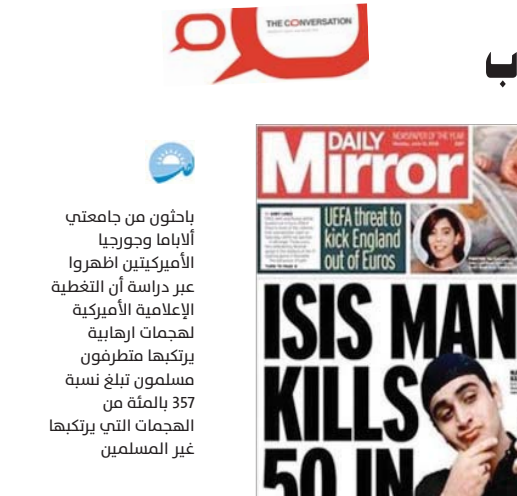 THE CONVERSATION
ب
باحثون من جامعتي
ألاباما وجورجيا
الأميركيتين اظهروا
عبر دراسة أن التغطية
الإعلامية الأميركية
لهجمات ارهابية
يرتكبها متطرفون
مسلمون تبلغ نسبة
357 بالمئة من
الهجمات التي يرتكبها
غير المسلمين
DAILY
Mirror
NEWSPAPER OF THE YEAR
UEFA threat to
kick England
out of Euros
ISIS MAN
KILLS
50 IN